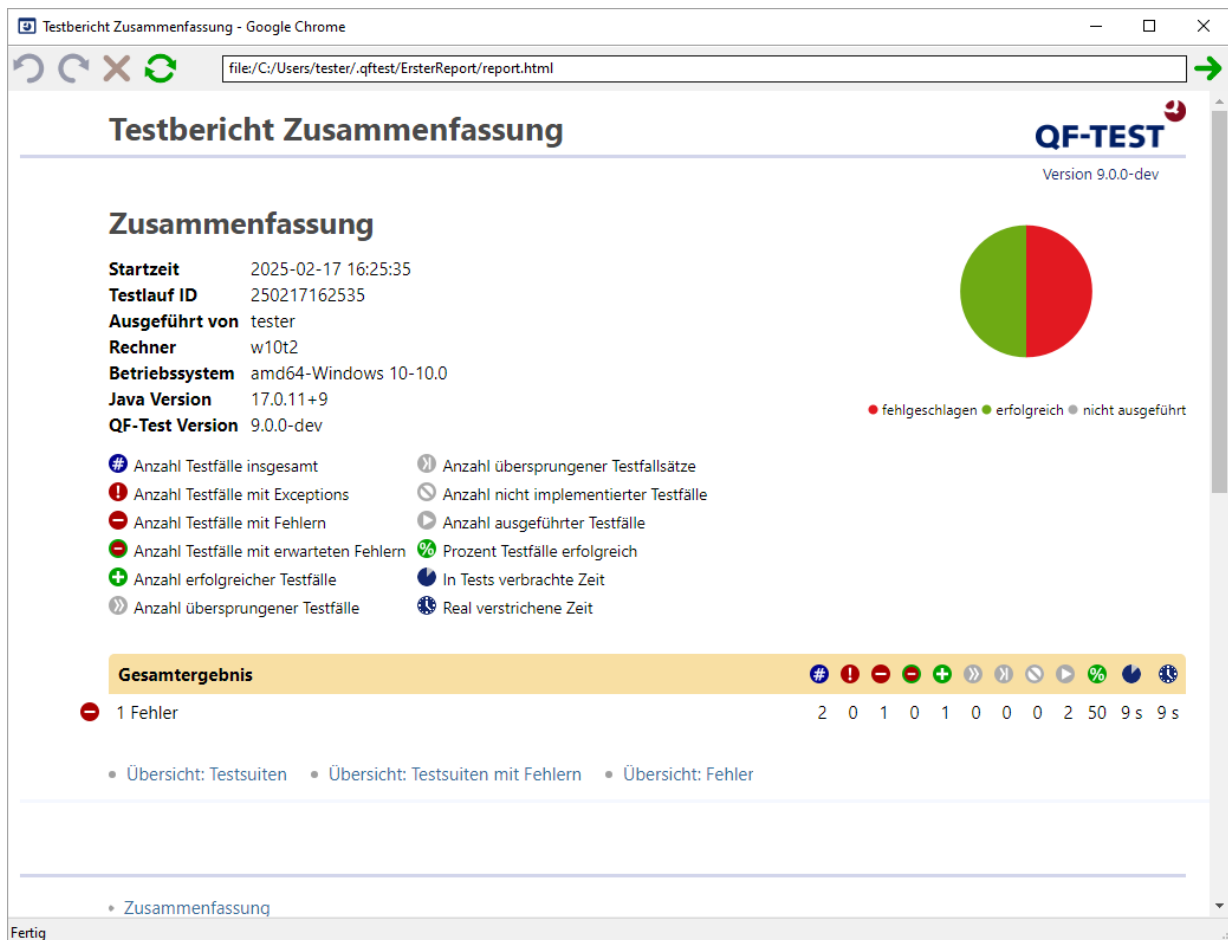 Testbericht Zusammenfassung - Google Chrome
file:/C:/Users/tester/.qftest/ErsterReport/report.html
Testbericht Zusammenfassung
QF-TEST
Version 9.0.0-dev
Zusammenfassung
Startzeit 2025-02-17 16:25:35
Testlauf ID 250217162535
Ausgeführt von tester
Rechner w10t2
Betriebssystem amd64-Windows 10-10.0
Java Version 17.0.11+9
QF-Test Version 9.0.0-dev
fehlgeschlagen erfolgreich nicht ausgeführt
# Anzahl Testfälle insgesamt
! Anzahl Testfälle mit Exceptions
Anzahl Testfälle mit Fehlern
Anzahl Testfälle mit erwarteten Fehlern
Anzahl erfolgreicher Testfälle
Anzahl übersprungener Testfälle
Anzahl übersprungener Testfallsätze
Anzahl nicht implementierter Testfälle
Anzahl ausgeführter Testfälle
% Prozent Testfälle erfolgreich
In Tests verbrachte Zeit
Real verstrichene Zeit
Gesamtergebnis # ! %
1 Fehler 2 0 1 0 1 0 0 0 2 50 9 s 9 s
Übersicht: Testsuiten Übersicht: Testsuiten mit Fehlern Übersicht: Fehler
Zusammenfassung
Fertig